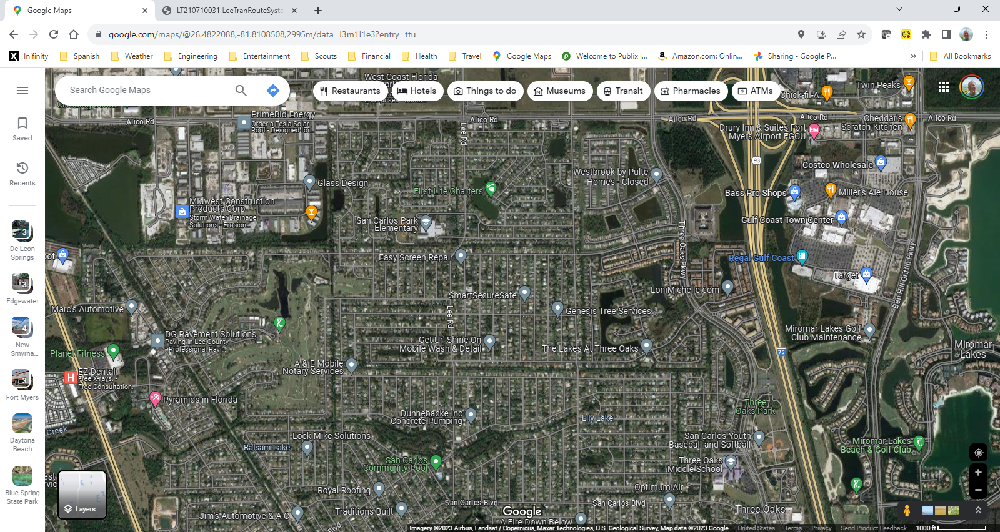 Google Maps
LT210710031 LeeTranRouteSyste
google.com/maps/@26.4822088,-81.8108508,2995m/data=!3m1!1e3?entry=ttu
Inifinity
Spanish
Weather
Engineering
Entertainment
Scouts
Financial
Health
Travel
Google Maps
Welcome to Publix |...
Amazon.com: Onlin...
Sharing - Google P...
»
All Bookmarks
Search Google Maps
Restaurants
Hotels
Things to do
Museums
Transit
Pharmacies
ATMs
Saved
Recents
3
De Leon
Springs
3
Edgewater
4
New
Smyrna...
3
Fort Myers
Daytona
Beach
Blue Spring
State Park
West Coast Florida
Enterprises - Conta...
Climbing Center
Chick-fil-A
Twin Peaks
PrimeBid Energy
Order a Tesla Solar
Roof - Designed for...
Alico Rd
Alico Rd
Alico Rd
Alico Rd
Alico Rd
Lee Rd
Cheddar's
Scratch Kitchen
Drury Inn & Suites Fort
Myers Airport FGCU
93
Costco Wholesale
Westbrook by Pulte
Homes - Closed
Glass Design
First Lite Charters
Bass Pro Shops
Miller's Ale House
Midwest Construction
Products Corp
Storm Water Drainage
Solutions - Erosion...
San Carlos Park
Elementary
Gulf Coast Town Center
Three Oaks Pkwy
pot
Easy Screen Repair
Regal Gulf Coast
Target
Ben Hill Griffin Pkwy
SmartSecureSafe
LoniMichelle.com
Marc's Automotive
Lee Rd
Genesis Tree Services
DG Pavement Solutions
Paving in Lee County
- Professional Pavi...
Miromar Lakes Golf
Club Maintenance
Get Ur' Shine On
Mobile Wash & Detail
The Lakes At Three Oaks
Miromar
Lakes
75
Planet Fitness
A & E Mobile
Notary Services
H
EZ Dental
Free X-rays. -
Free Consultation.
Pyramids in Florida
Three
Oaks Park
Dunnebacke Inc
Concrete Pumping
Lily Lake
Creek
Lock Mike Solutions
Balsam Lake
San Carlos Youth
Baseball and Softball
Miromar Lakes
Beach & Golf Club
San Carlos
Community Pool
Three Oaks
Middle School
Royal Roofing
Optimum Air
San Carlos Blvd
San Carlos Blvd
Layers
Jim's Automotive & A C
Traditions Built
Blvd
Google
A Fire Down Below
Three Oaks
Imagery ©2023 Airbus, Landsat / Copernicus, Maxar Technologies, U.S. Geological Survey, Map data ©2023 Google
United States
Terms
Privacy
Send Product Feedback
1000 ft